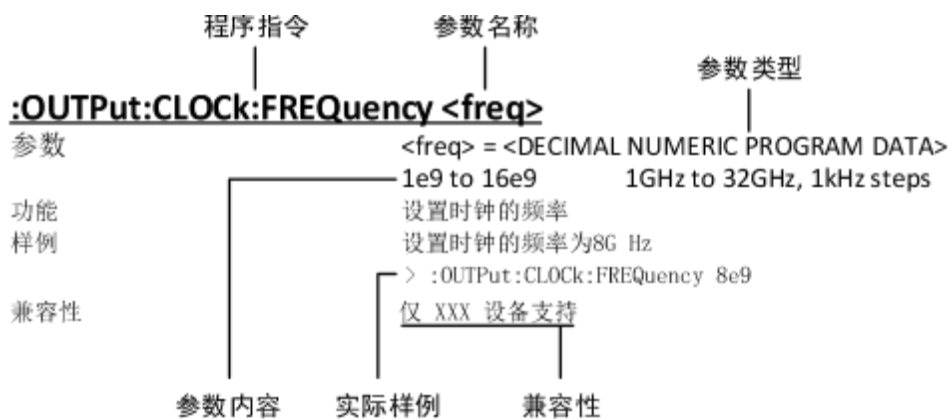 程序指令 参数名称
参数类型
:OUTPut:CLOCk:FREQuency <freq>
参数 <freq> = <DECIMAL NUMERIC PROGRAM DATA>
1e9 to 16e9 1GHz to 32GHz, 1kHz steps
功能 设置时钟的频率
样例 设置时钟的频率为8G Hz
> :OUTPut:CLOCk:FREQuency 8e9
兼容性 仅 XXX 设备支持
参数内容 实际样例 兼容性